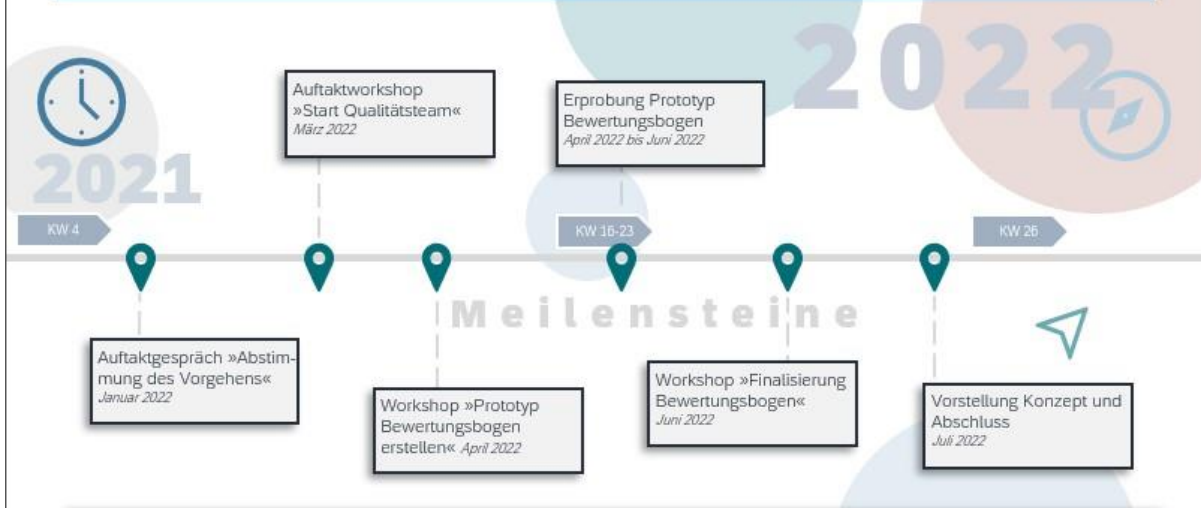 2022
Auftaktworkshop
»Start Qualitätsteam«
März 2022
Erprobung Prototyp
Bewertungsbogen
April 2022 bis Juni 2022
2021
KW 4
KW 16-23
KW 26
Meilensteine
Auftaktgespräch »Abstim-
mung des Vorgehens«
Januar 2022
Workshop »Prototyp
Bewertungsbogen
erstellen« April 2022
Workshop »Finalisierung
Bewertungsbogen«
Juni 2022
Vorstellung Konzept und
Abschluss
Juli 2022